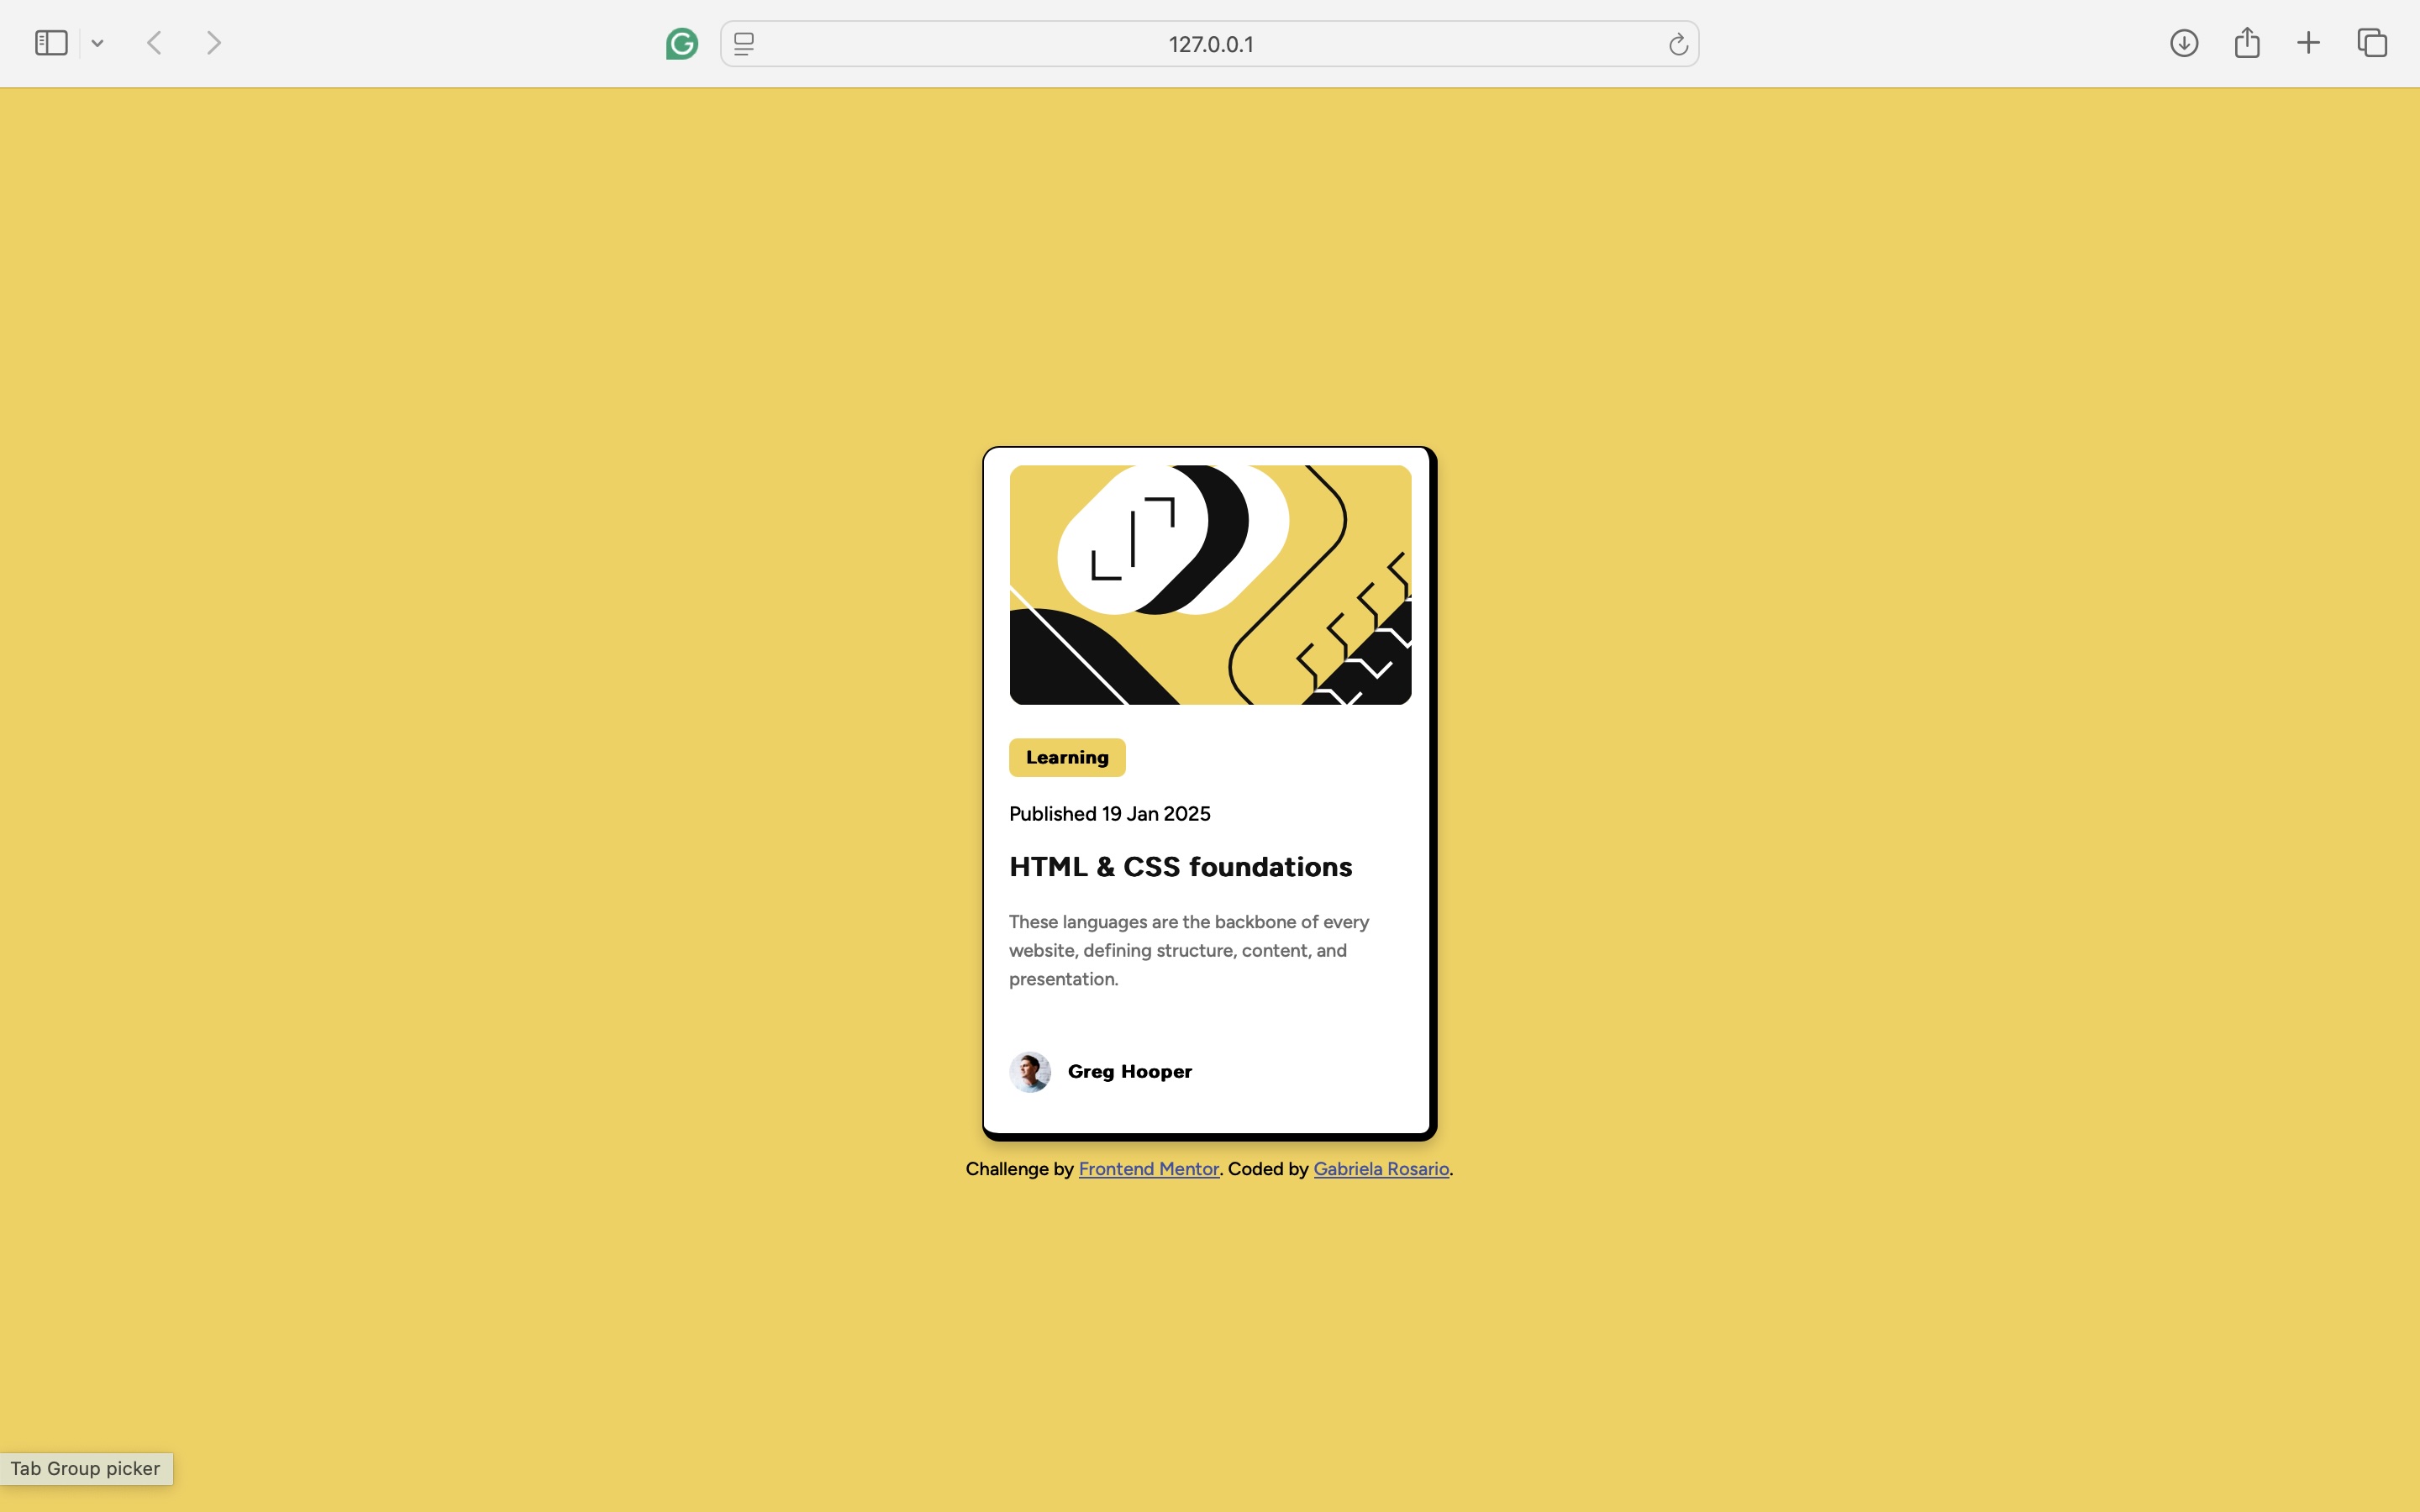 127.0.0.1
Learning
Published 19 Jan 2025
HTML & CSS foundations
These languages are the backbone of every
website, defining structure, content, and
presentation.
Greg Hooper
Challenge by Frontend Mentor. Coded by Gabriela Rosario.
Tab Group picker